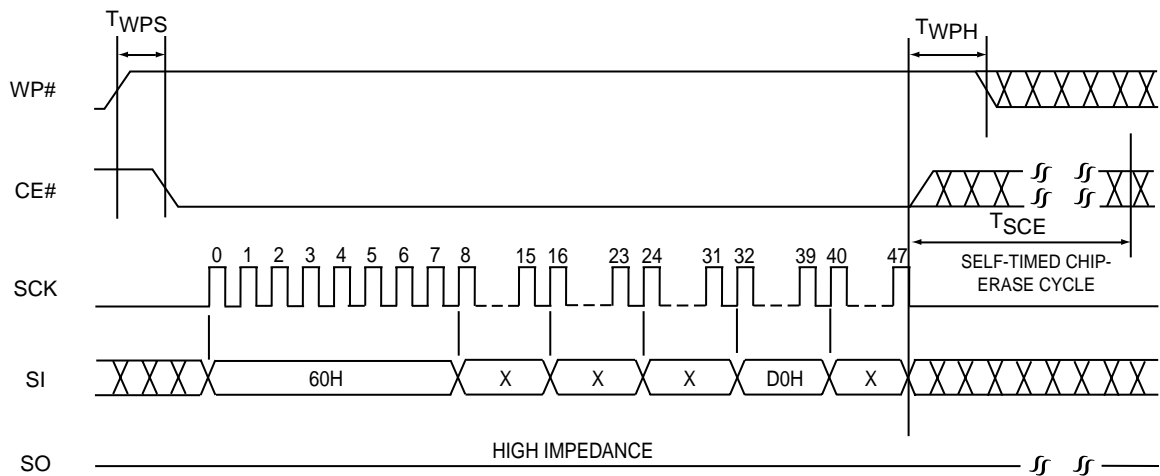 TWPS
TWPH
WP#
CE#
TSCE
0 1 2 3 4 5 6 7 8 15 16 23 24 31 32 39 40 47
SCK
SELF-TIMED CHIP-
ERASE CYCLE
SI
60H X X X D0H X
HIGH IMPEDANCE
SO